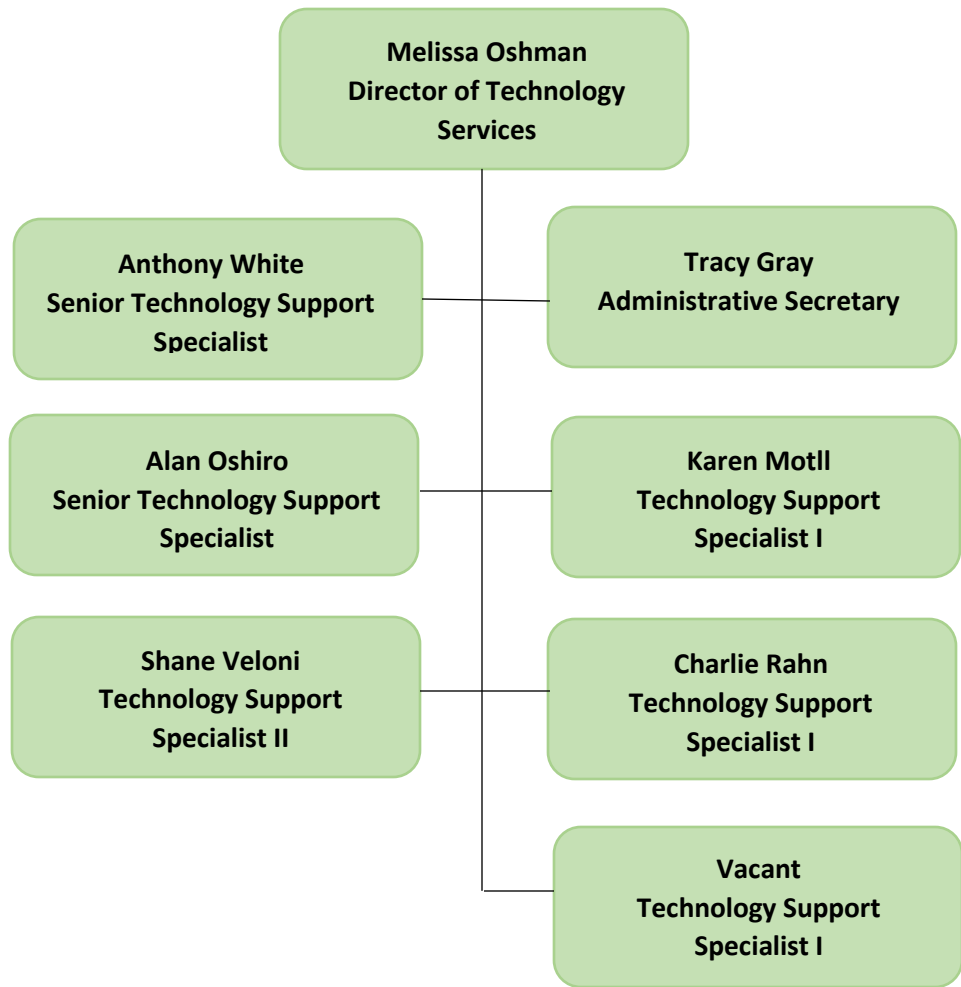 Melissa Oshman
Director of Technology
Services
Anthony White
Senior Technology Support
Specialist
Tracy Gray
Administrative Secretary
Alan Oshiro
Senior Technology Support
Specialist
Karen Motll
Technology Support
Specialist I
Shane Veloni
Technology Support
Specialist II
Charlie Rahn
Technology Support
Specialist I
Vacant
Technology Support
Specialist I